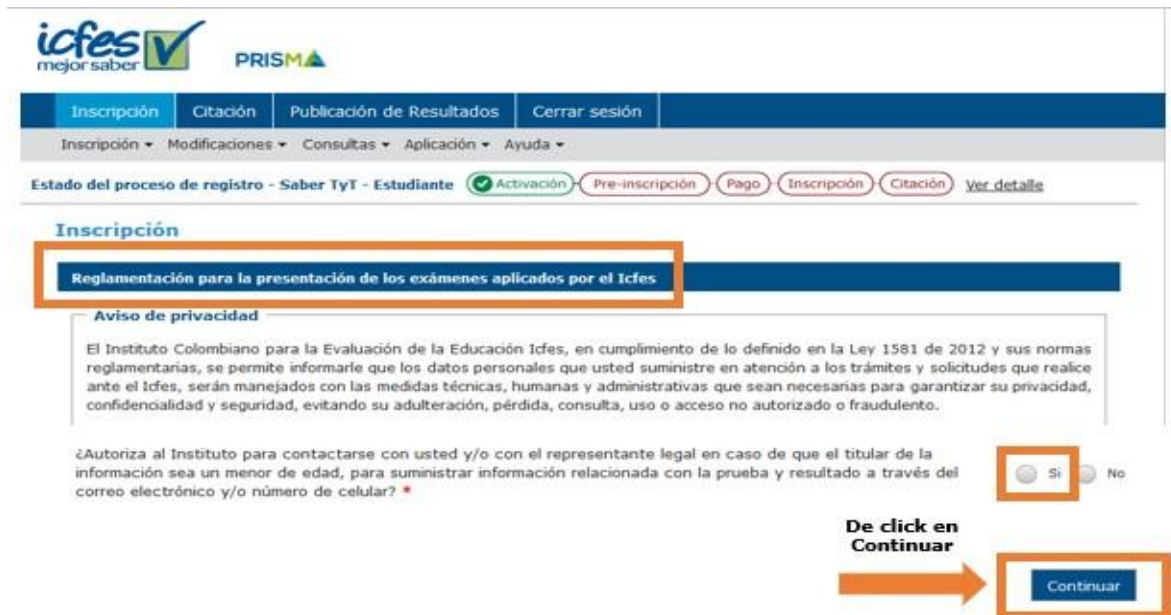 icfes
mejor saber
PRISMA
Inscripción Citación Publicación de Resultados Cerrar sesión
Inscripción Modificaciones Consultas Aplicación Ayuda
Estado del proceso de registro - Saber TyT - Estudiante Activación Pre-inscripción Pago Inscripción Citación Ver detalle
Inscripción
Reglamentación para la presentación de los exámenes aplicados por el Icfes
Aviso de privacidad
El Instituto Colombiano para la Evaluación de la Educación Icfes, en cumplimiento de lo definido en la Ley 1581 de 2012 y sus normas
reglamentarias, se permite informarle que los datos personales que usted suministre en atención a los trámites y solicitudes que realice
ante el Icfes, serán manejados con las medidas técnicas, humanas y administrativas que sean necesarias para garantizar su privacidad,
confidencialidad y seguridad, evitando su adulteración, pérdida, consulta, uso o acceso no autorizado o fraudulento.
¿Autoriza al Instituto para contactarse con usted y/o con el representante legal en caso de que el titular de la
información sea un menor de edad, para suministrar información relacionada con la prueba y resultado a través del
correo electrónico y/o número de celular? *
Si No
De click en
Continuar
Continuar